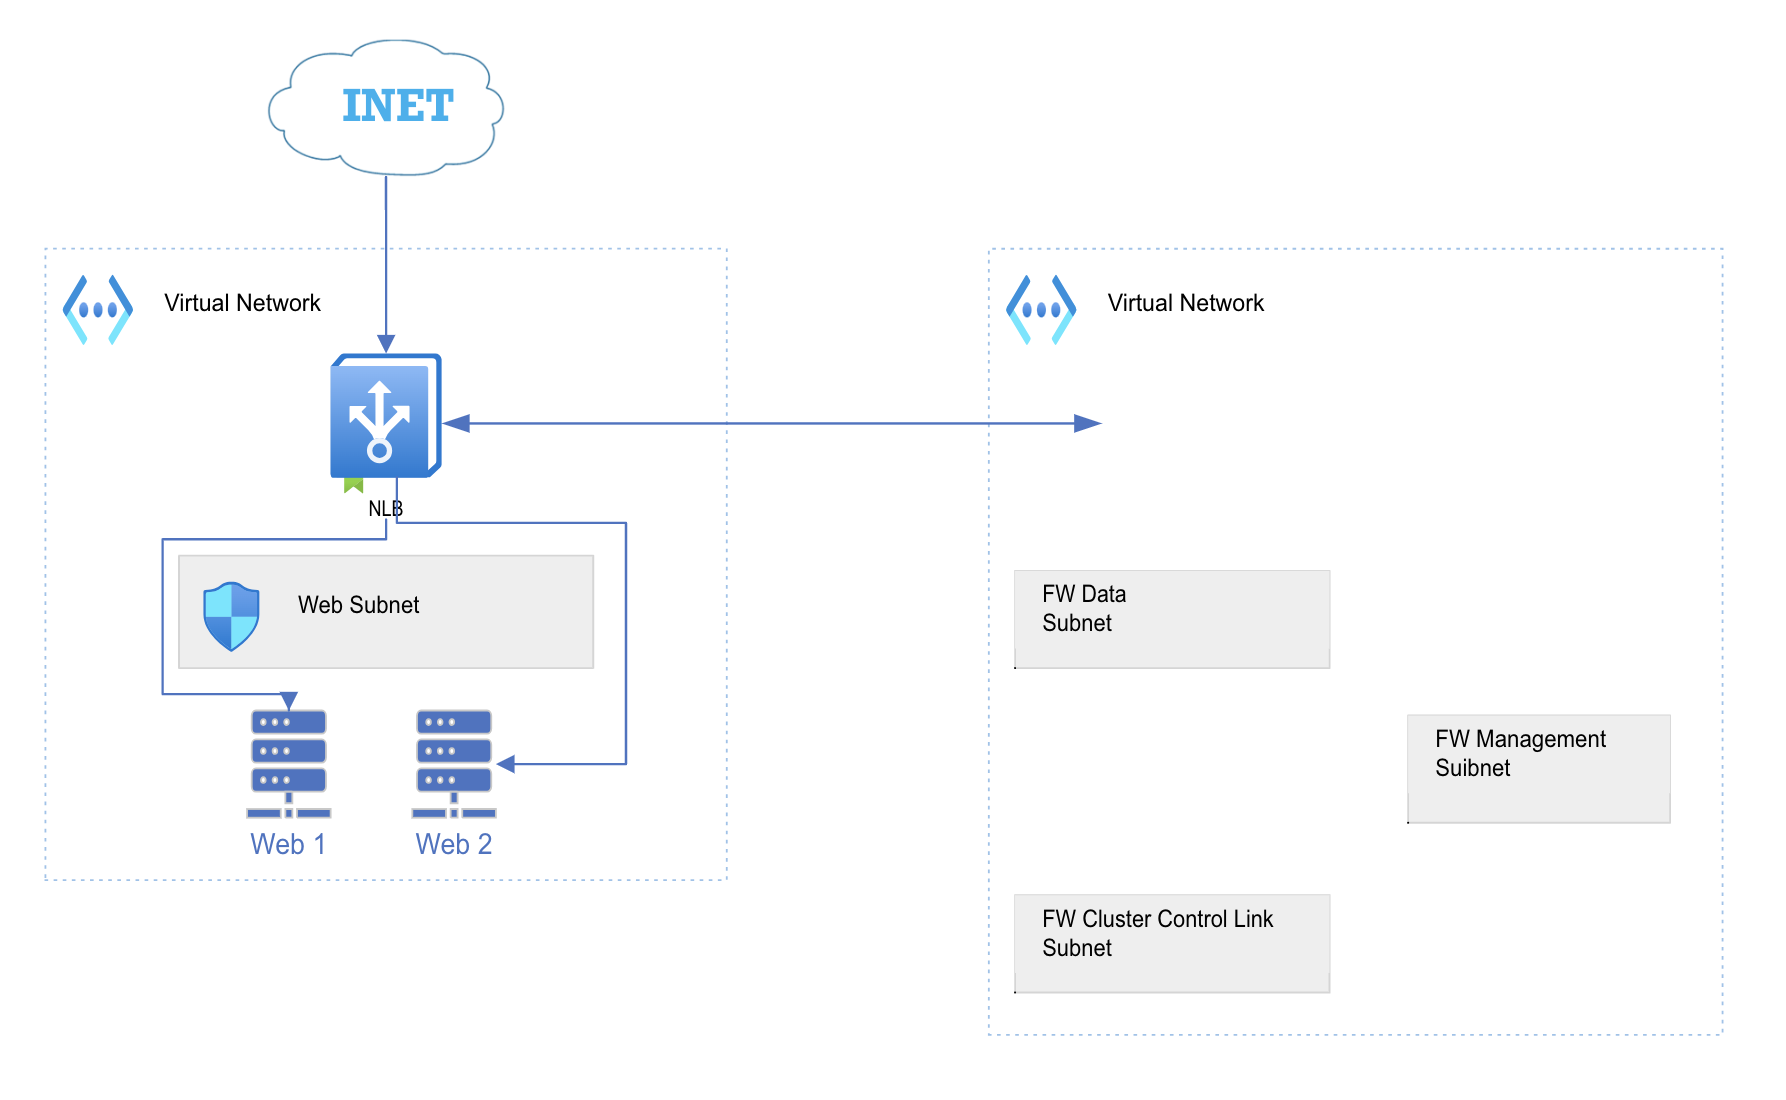 INET
Virtual Network
NLB
Web Subnet
Web 1
Web 2
Virtual Network
FW Data
Subnet
FW Management
Suibnet
FW Cluster Control Link
Subnet